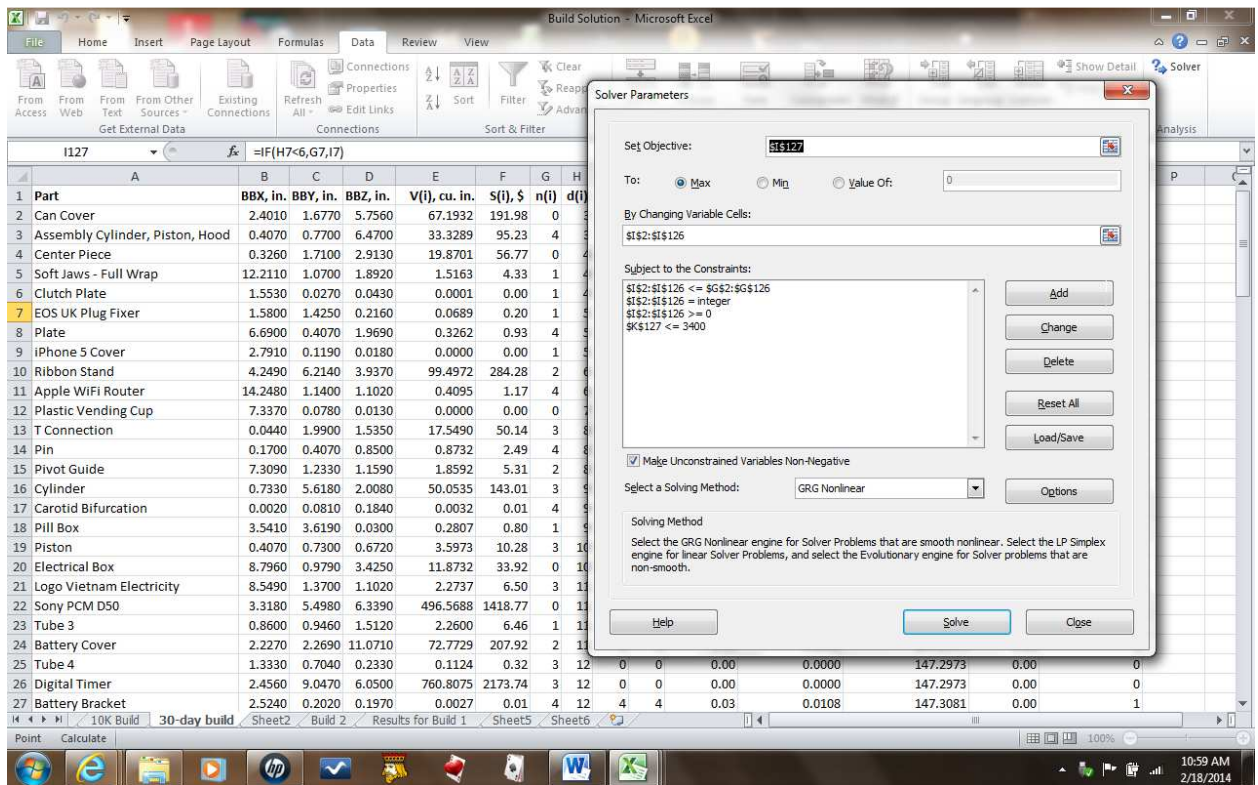 Build Solution - Microsoft Excel
File Home Insert Page Layout Formulas Data Review View
From Access
From Web
From Text
From Other Sources
Existing Connections
Get External Data
Refresh All
Connections
Properties
Edit Links
Connections
Sort
Filter
Clear
Reapp
Advan
Sort & Filter
Show Detail
Solver
Analysis
I127 fx =IF(H7<6,G7,I7)
A B C D E F G H P
1 Part BBX, in. BBY, in. BBZ, in. V(i), cu. in. S(i), $ n(i) d(i)
2 Can Cover 2.4010 1.6770 5.7560 67.1932 191.98 0
3 Assembly Cylinder, Piston, Hood 0.4070 0.7700 6.4700 33.3289 95.23 4
4 Center Piece 0.3260 1.7100 2.9130 19.8701 56.77 0
5 Soft Jaws - Full Wrap 12.2110 1.0700 1.8920 1.5163 4.33 1
6 Clutch Plate 1.5530 0.0270 0.0430 0.0001 0.00 1
7 EOS UK Plug Fixer 1.5800 1.4250 0.2160 0.0689 0.20 1
8 Plate 6.6900 0.4070 1.9690 0.3262 0.93 4
9 iPhone 5 Cover 2.7910 0.1190 0.0180 0.0000 0.00 1
10 Ribbon Stand 4.2490 6.2140 3.9370 99.4972 284.28 2
11 Apple WiFi Router 14.2480 1.1400 1.1020 0.4095 1.17 4
12 Plastic Vending Cup 7.3370 0.0780 0.0130 0.0000 0.00 0
13 T Connection 0.0440 1.9900 1.5350 17.5490 50.14 3
14 Pin 0.1700 0.4070 0.8500 0.8732 2.49 4
15 Pivot Guide 7.3090 1.2330 1.1590 1.8592 5.31 2
16 Cylinder 0.7330 5.6180 2.0080 50.0535 143.01 3
17 Carotid Bifurcation 0.0020 0.0810 0.1840 0.0032 0.01 4
18 Pill Box 3.5410 3.6190 0.0300 0.2807 0.80 1
19 Piston 0.4070 0.7300 0.6720 3.5973 10.28 3
20 Electrical Box 8.7960 0.9790 3.4250 11.8732 33.92 0
21 Logo Vietnam Electricity 8.5490 1.3700 1.1020 2.2737 6.50 3
22 Sony PCM D50 3.3180 5.4980 6.3390 496.5688 1418.77 0
23 Tube 3 0.8600 0.9460 1.5120 2.2600 6.46 1
24 Battery Cover 2.2270 2.2690 11.0710 72.7729 207.92 2
25 Tube 4 1.3330 0.7040 0.2330 0.1124 0.32 3 12 0 0 0.00 0.0000 147.2973 0.00 0
26 Digital Timer 2.4560 9.0470 6.0500 760.8075 2173.74 3 12 0 0 0.00 0.0000 147.2973 0.00 0
27 Battery Bracket 2.5240 0.2020 0.1970 0.0027 0.01 4 12 4 4 0.03 0.0108 147.3081 0.00 1
Solver Parameters
Set Objective: $I$127
To: Max Min Value Of: 0
By Changing Variable Cells:
$I$2:$I$126
Subject to the Constraints:
$I$2:$I$126 <= $G$2:$G$126
$I$2:$I$126 = integer
$I$2:$I$126 >= 0
$K$127 <= 3400
Add
Change
Delete
Reset All
Load/Save
Make Unconstrained Variables Non-Negative
Select a Solving Method: GRG Nonlinear Options
Solving Method
Select the GRG Nonlinear engine for Solver Problems that are smooth nonlinear. Select the LP Simplex
engine for linear Solver Problems, and select the Evolutionary engine for Solver problems that are
non-smooth.
Help Solve Close
10K Build 30-day build Sheet2 Build 2 Results for Build 1 Sheet5 Sheet6
Point Calculate 100%
10:59 AM
2/18/2014